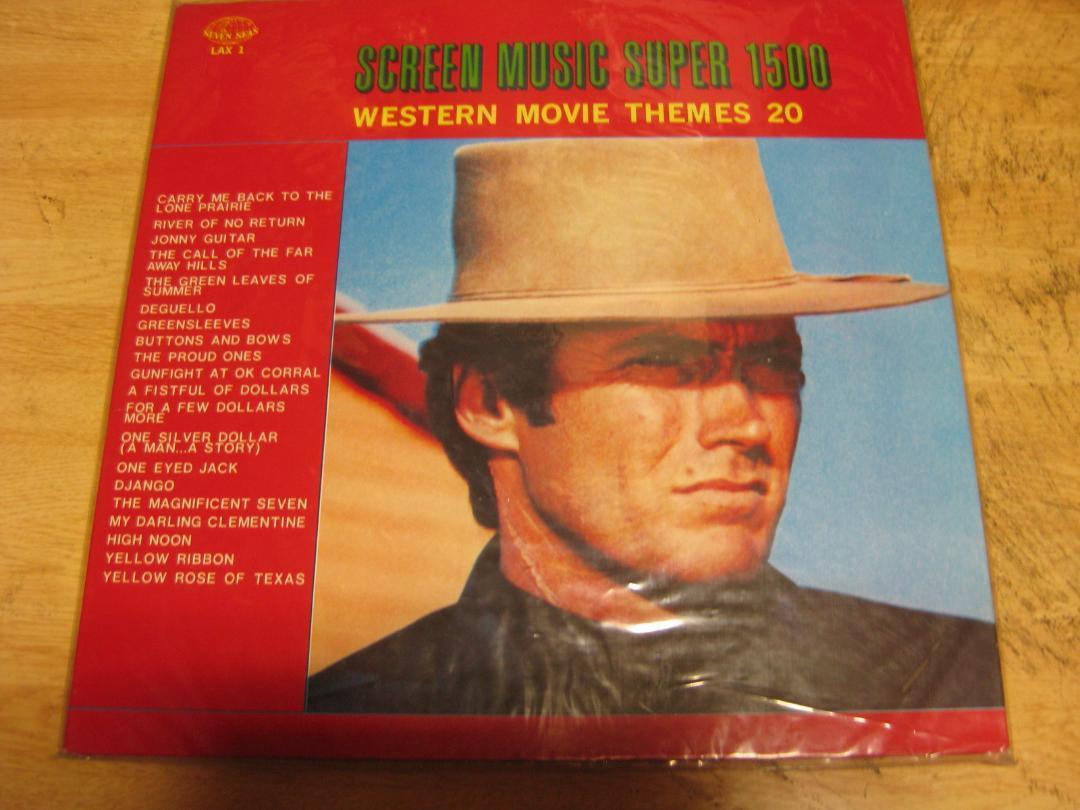 SEVEN SEAS
LAX 1
SCREEN MUSIC SUPER 1500
WESTERN MOVIE THEMES 20
CARRY ME BACK TO THE
LONE PRAIRIE
RIVER OF NO RETURN
JONNY GUITAR
THE CALL OF THE FAR
AWAY HILLS
THE GREEN LEAVES OF
SUMMER
DEGUELLO
GREENSLEEVES
BUTTONS AND BOWS
THE PROUD ONES
GUNFIGHT AT OK CORRAL
A FISTFUL OF DOLLARS
FOR A FEW DOLLARS
MORE
ONE SILVER DOLLAR
(A MAN...A STORY)
ONE EYED JACK
DJANGO
THE MAGNIFICENT SEVEN
MY DARLING CLEMENTINE
HIGH NOON
YELLOW RIBBON
YELLOW ROSE OF TEXAS